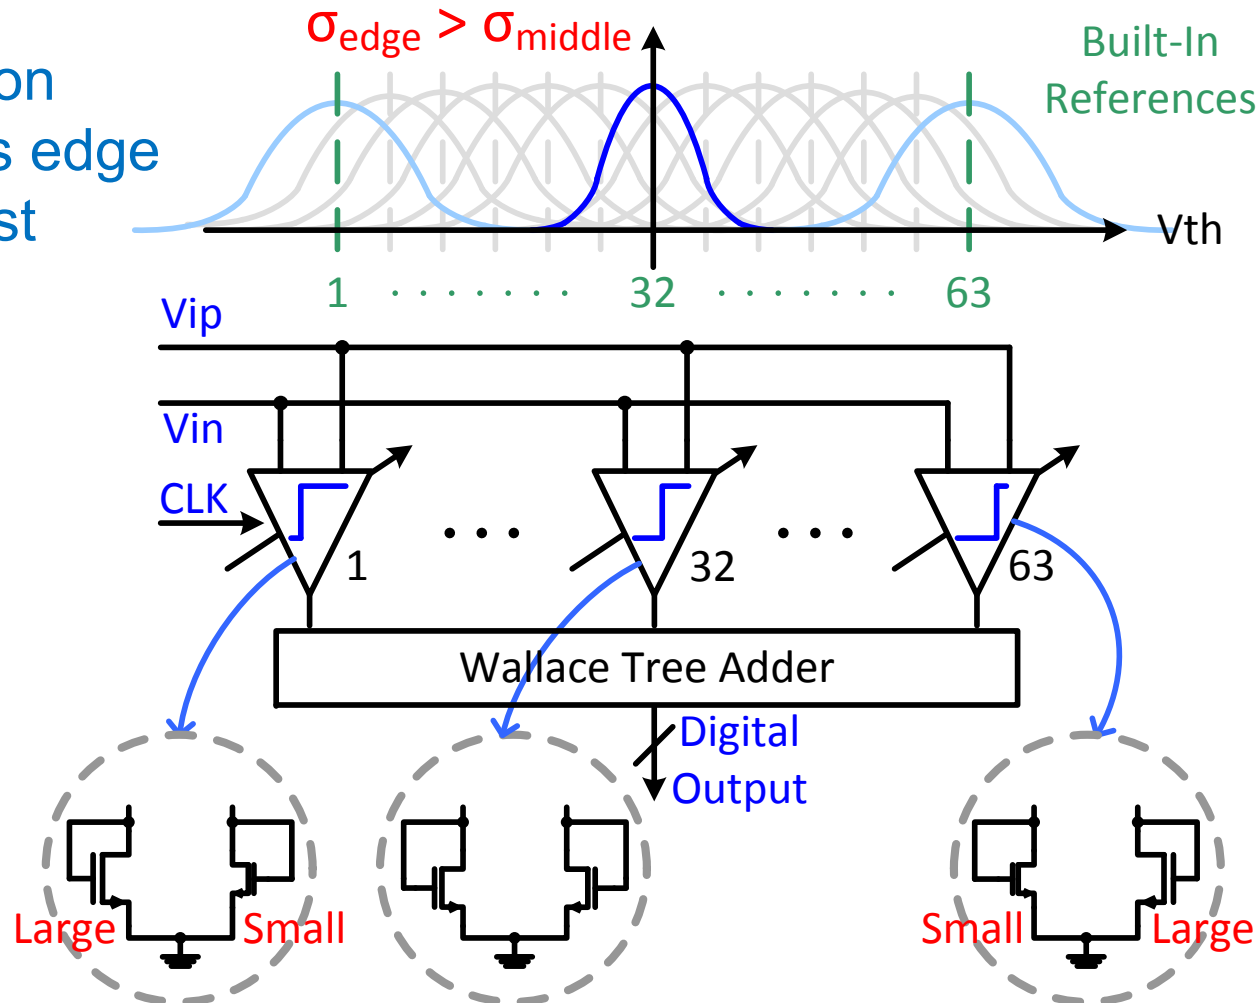 σedge > σmiddle
Built-In
References
on
s edge
st
Vth
1 . . . . . . . . 32 . . . . . . . . 63
Vip
Vin
CLK
1
• • •
32
• • •
63
Wallace Tree Adder
Digital
Output
Large
Small
Small
Large